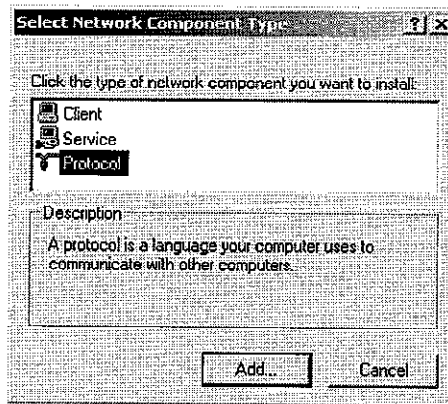 Select Network Component Type
Click the type of network component you want to install:
Client
Service
Protocol
Description
A protocol is a language your computer uses to
communicate with other computers.
Add...
Cancel